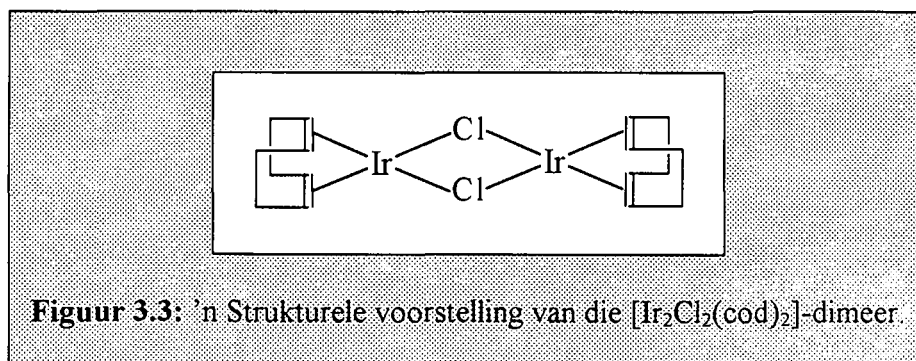 Cl
Ir Ir
Cl
Figuur 3.3: 'n Strukturele voorstelling van die [Ir₂Cl₂(cod)₂]-dimeer.